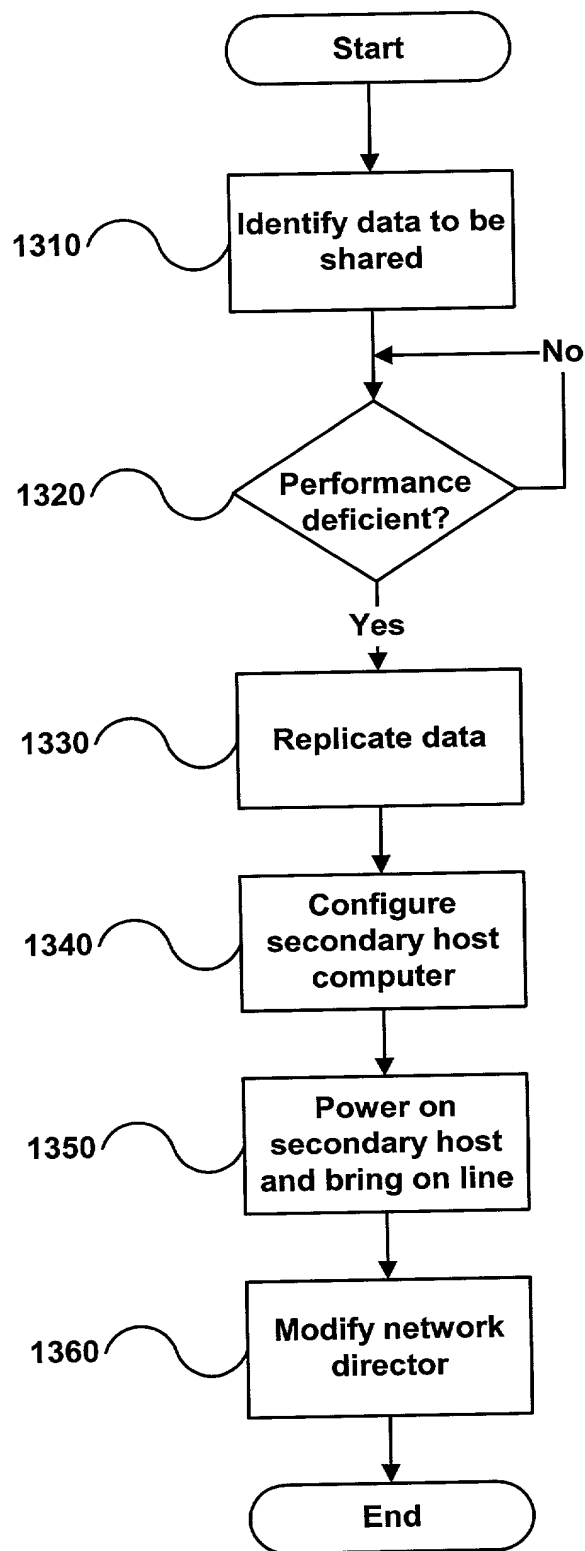 Start
1310
Identify data to be
shared
No
1320
Performance
deficient?
Yes
1330
Replicate data
1340
Configure
secondary host
computer
1350
Power on
secondary host
and bring on line
1360
Modify network
director
End